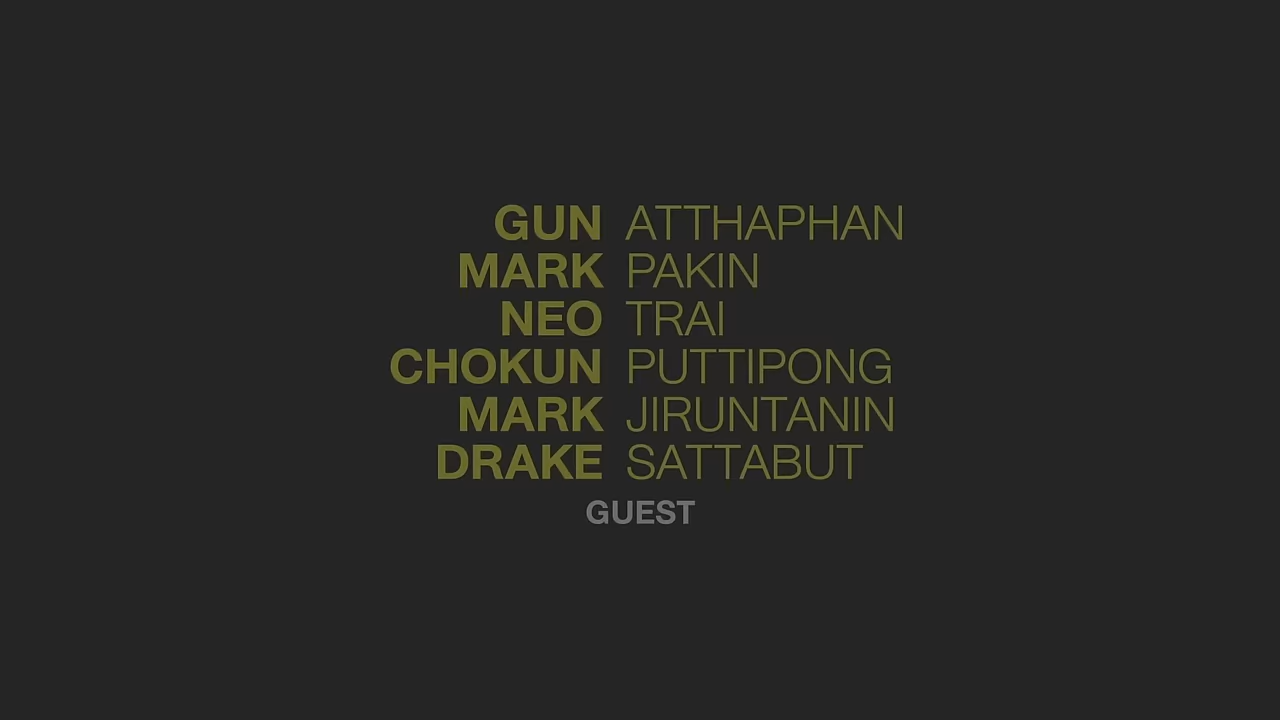 GUN ATTHAPHAN
MARK PAKIN
NEO TRAI
CHOKUN PUTTIPONG
MARK JIRUNTANIN
DRAKE SATTABUT
GUEST